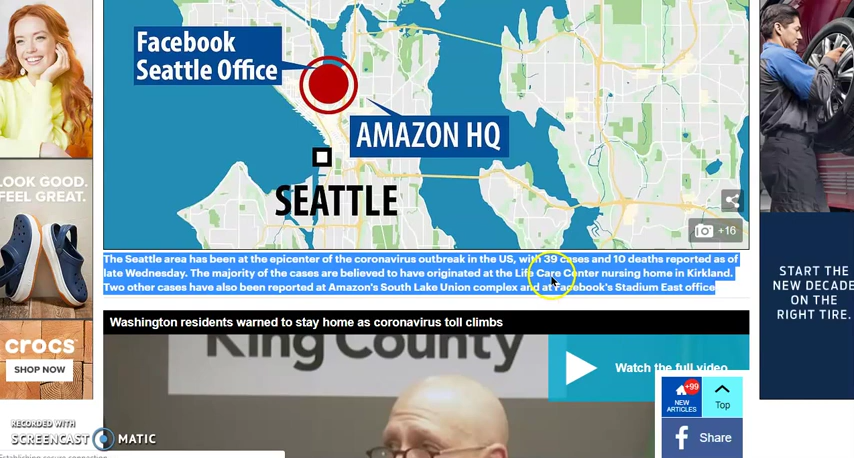 Facebook
Seattle Office
AMAZON HQ
SEATTLE
+16
The Seattle area has been at the epicenter of the coronavirus outbreak in the US, with 39 cases and 10 deaths reported as of
late Wednesday. The majority of the cases are believed to have originated at the Life Care Center nursing home in Kirkland.
Two other cases have also been reported at Amazon's South Lake Union complex and at Facebook's Stadium East office
Washington residents warned to stay home as coronavirus toll climbs
King County
Watch the full video
+99
NEW
ARTICLES
Top
Share
LOOK GOOD.
FEEL GREAT.
crocs
SHOP NOW
START THE
NEW DECADE
ON THE
RIGHT TIRE.
RECORDED WITH
SCREENCAST MATIC
Establishing secure connection